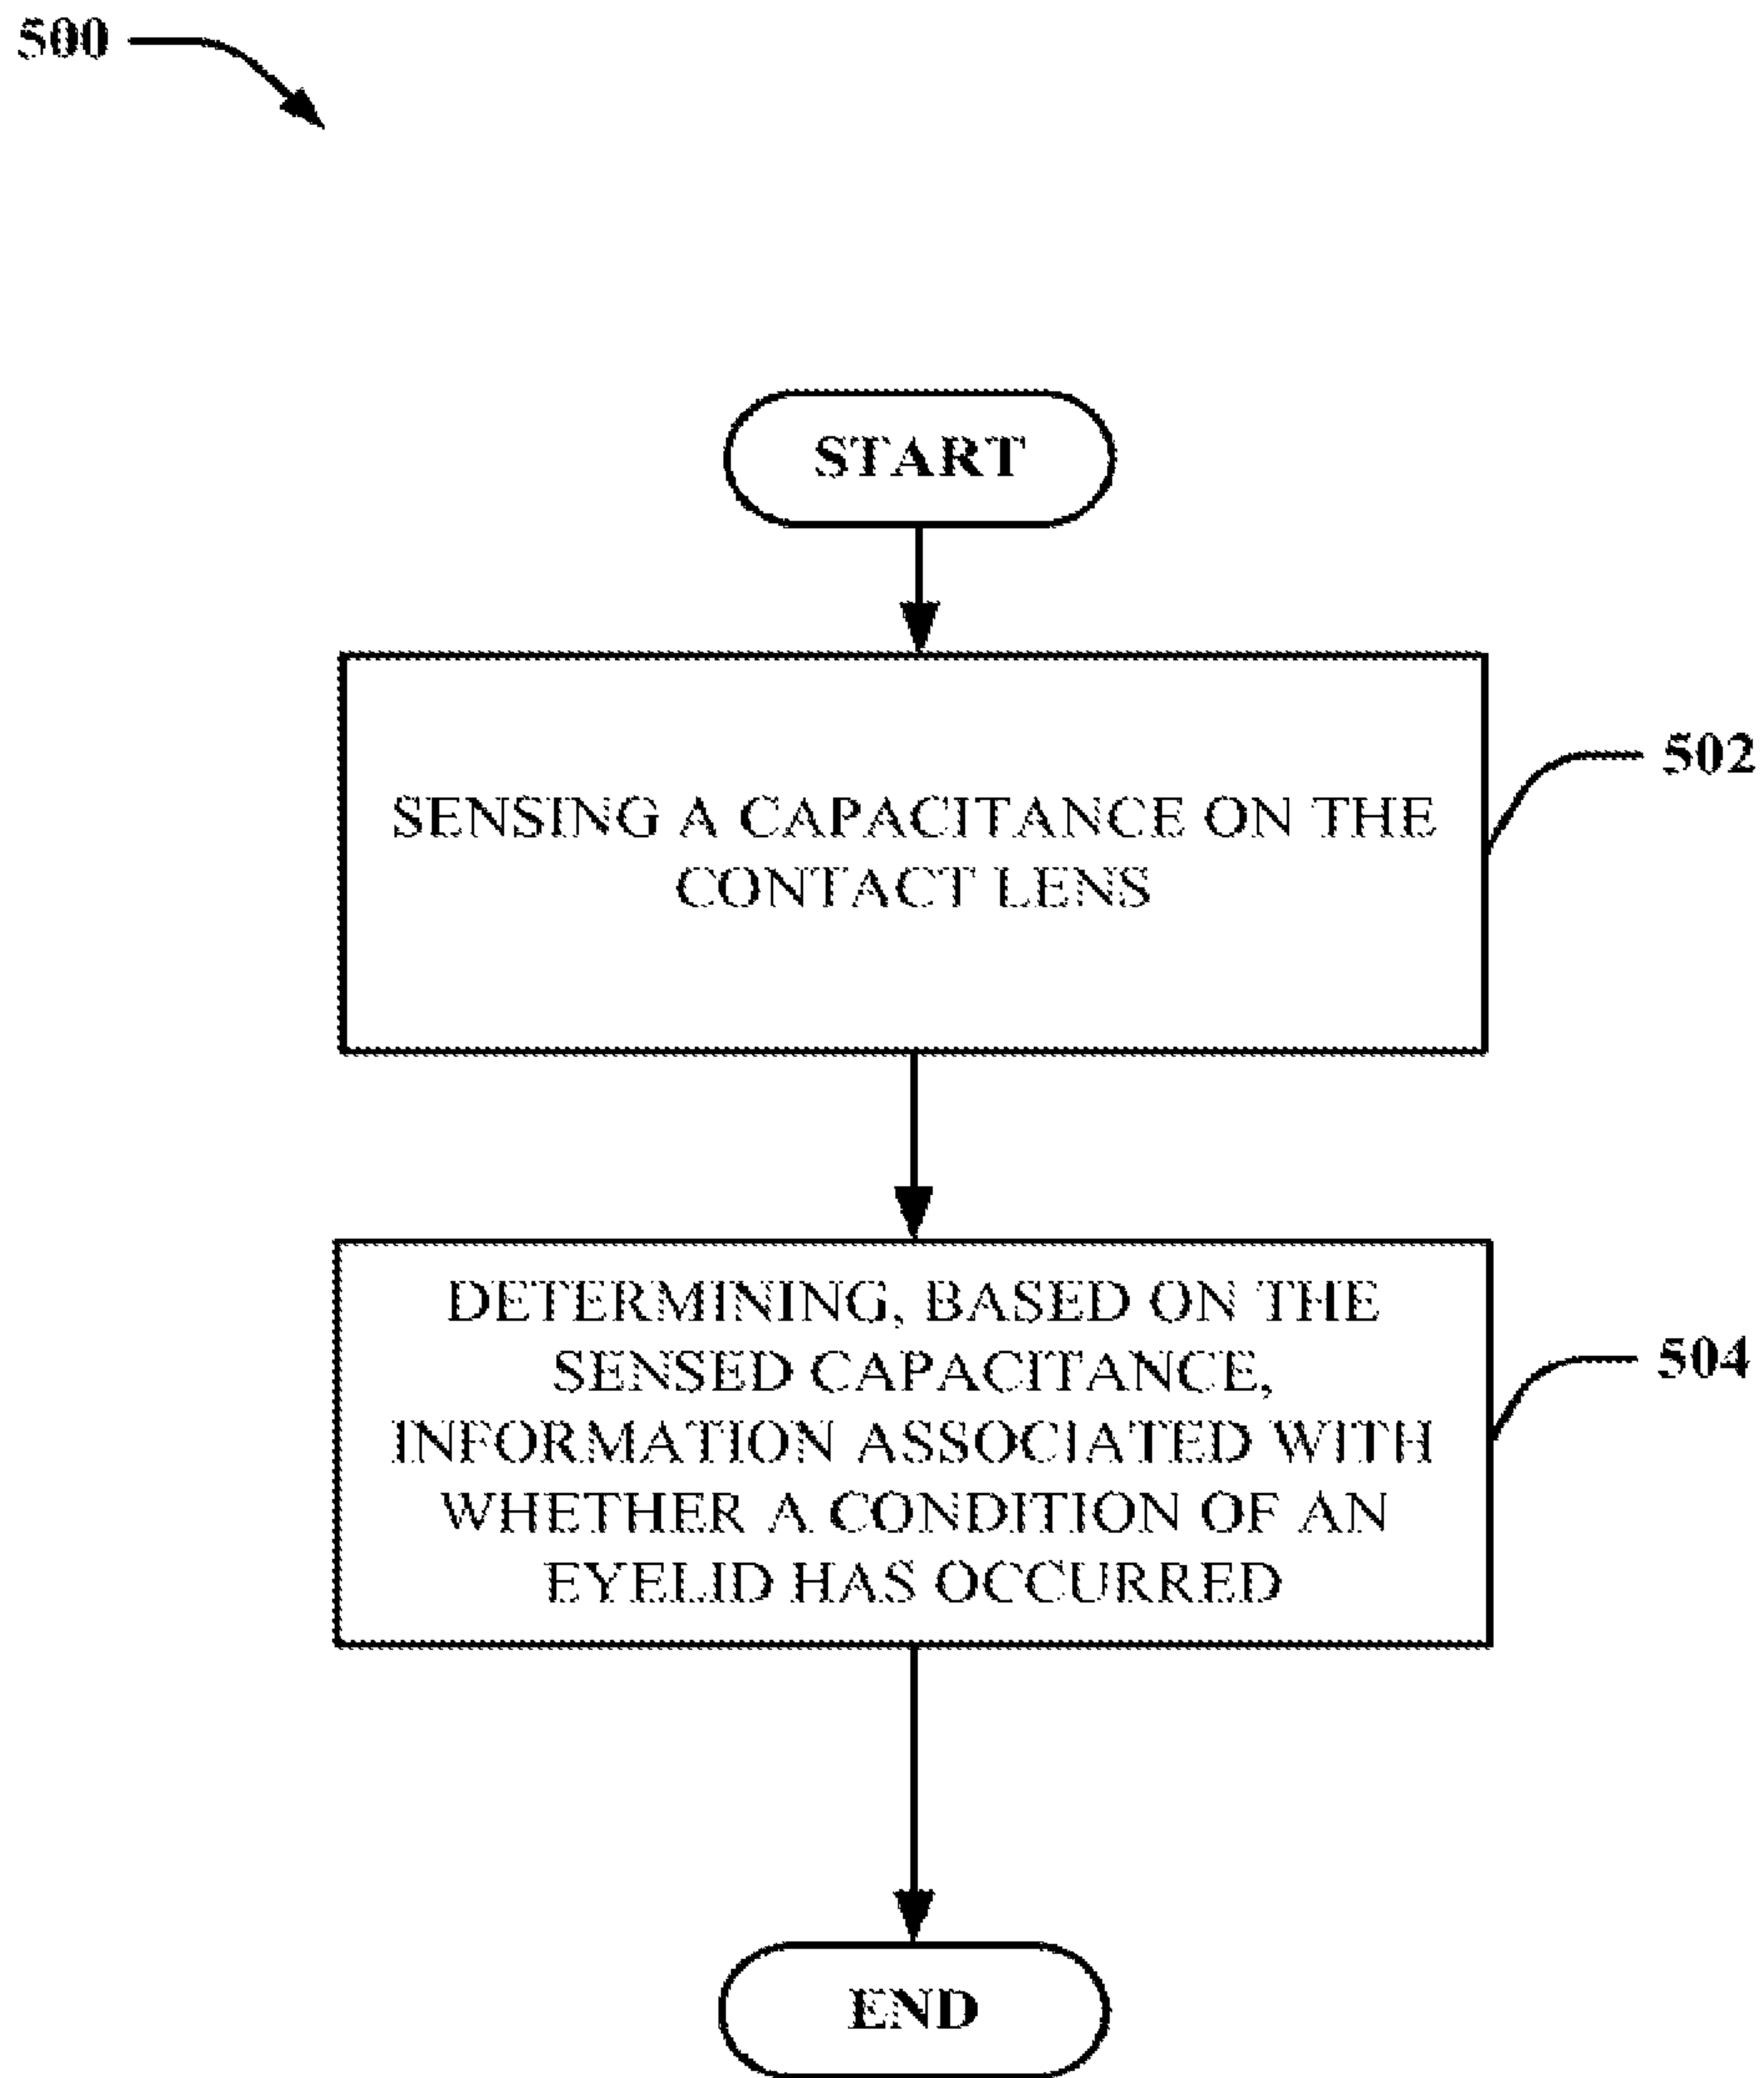 500
START
SENSING A CAPACITANCE ON THE
CONTACT LENS
502
DETERMINING, BASED ON THE
SENSED CAPACITANCE,
INFORMATION ASSOCIATED WITH
WHETHER A CONDITION OF AN
EYELID HAS OCCURRED
504
END